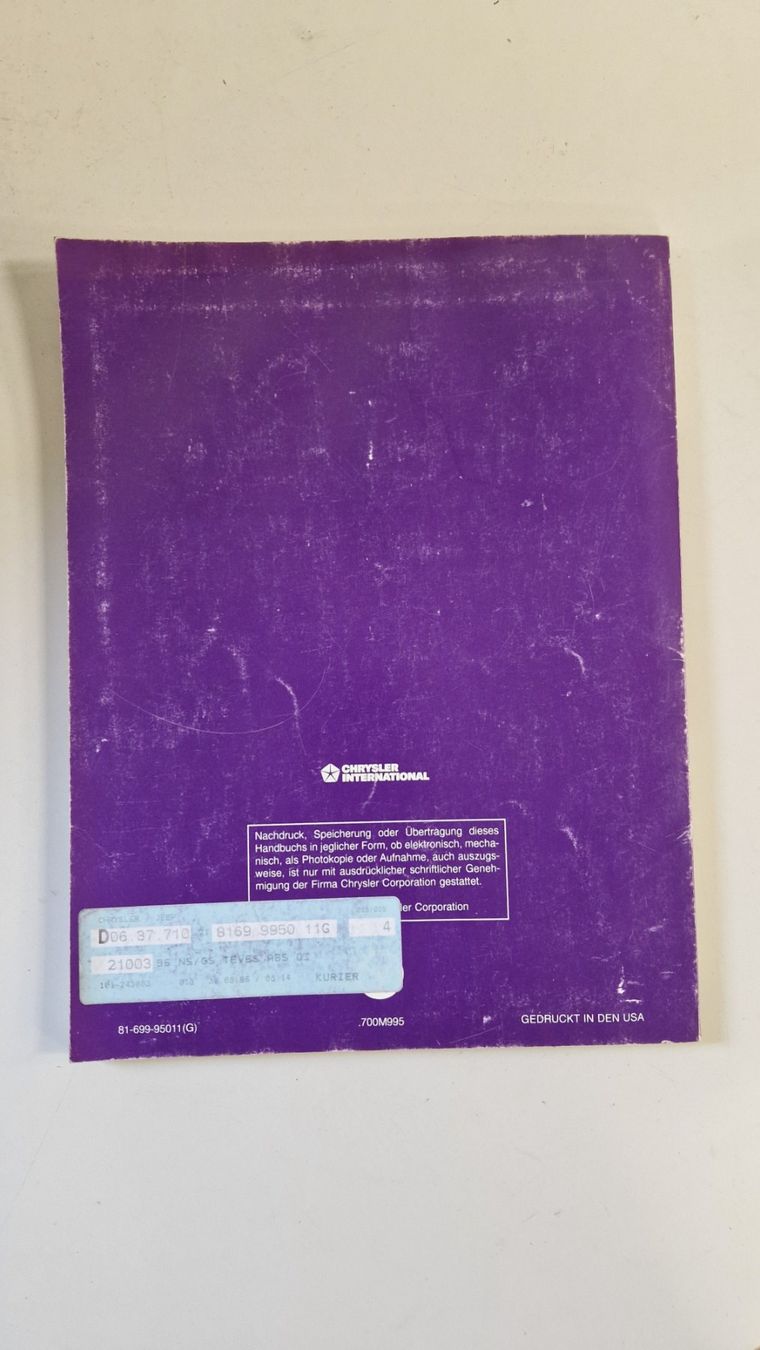 CHRYSLER
INTERNATIONAL
Nachdruck, Speicherung oder Übertragung dieses
Handbuchs in jeglicher Form, ob elektronisch, mecha-
nisch, als Photokopie oder Aufnahme, auch auszugs-
weise, ist nur mit ausdrücklicher schriftlicher Geneh-
migung der Firma Chrysler Corporation gestattet.
Corporation
CHRYSLER / JEEP
D06.97.710 8169 9950 11G 4
21003 96 NS/GS TEVES ABS
KURIER
81-699-95011(G) .700M995 GEDRUCKT IN DEN USA